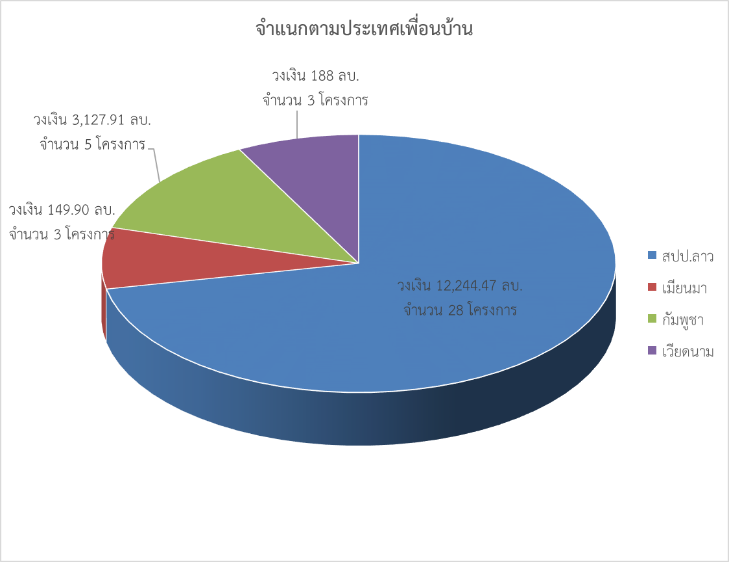 จำแนกตามประเทศเพื่อนบ้าน
วงเงิน 188 ลบ.
จำนวน 3 โครงการ
วงเงิน 3,127.91 ลบ.
จำนวน 5 โครงการ
วงเงิน 149.90 ลบ.
จำนวน 3 โครงการ
วงเงิน 12,244.47 ลบ.
จำนวน 28 โครงการ
สปป.ลาว
เมียนมา
กัมพูชา
เวียดนาม